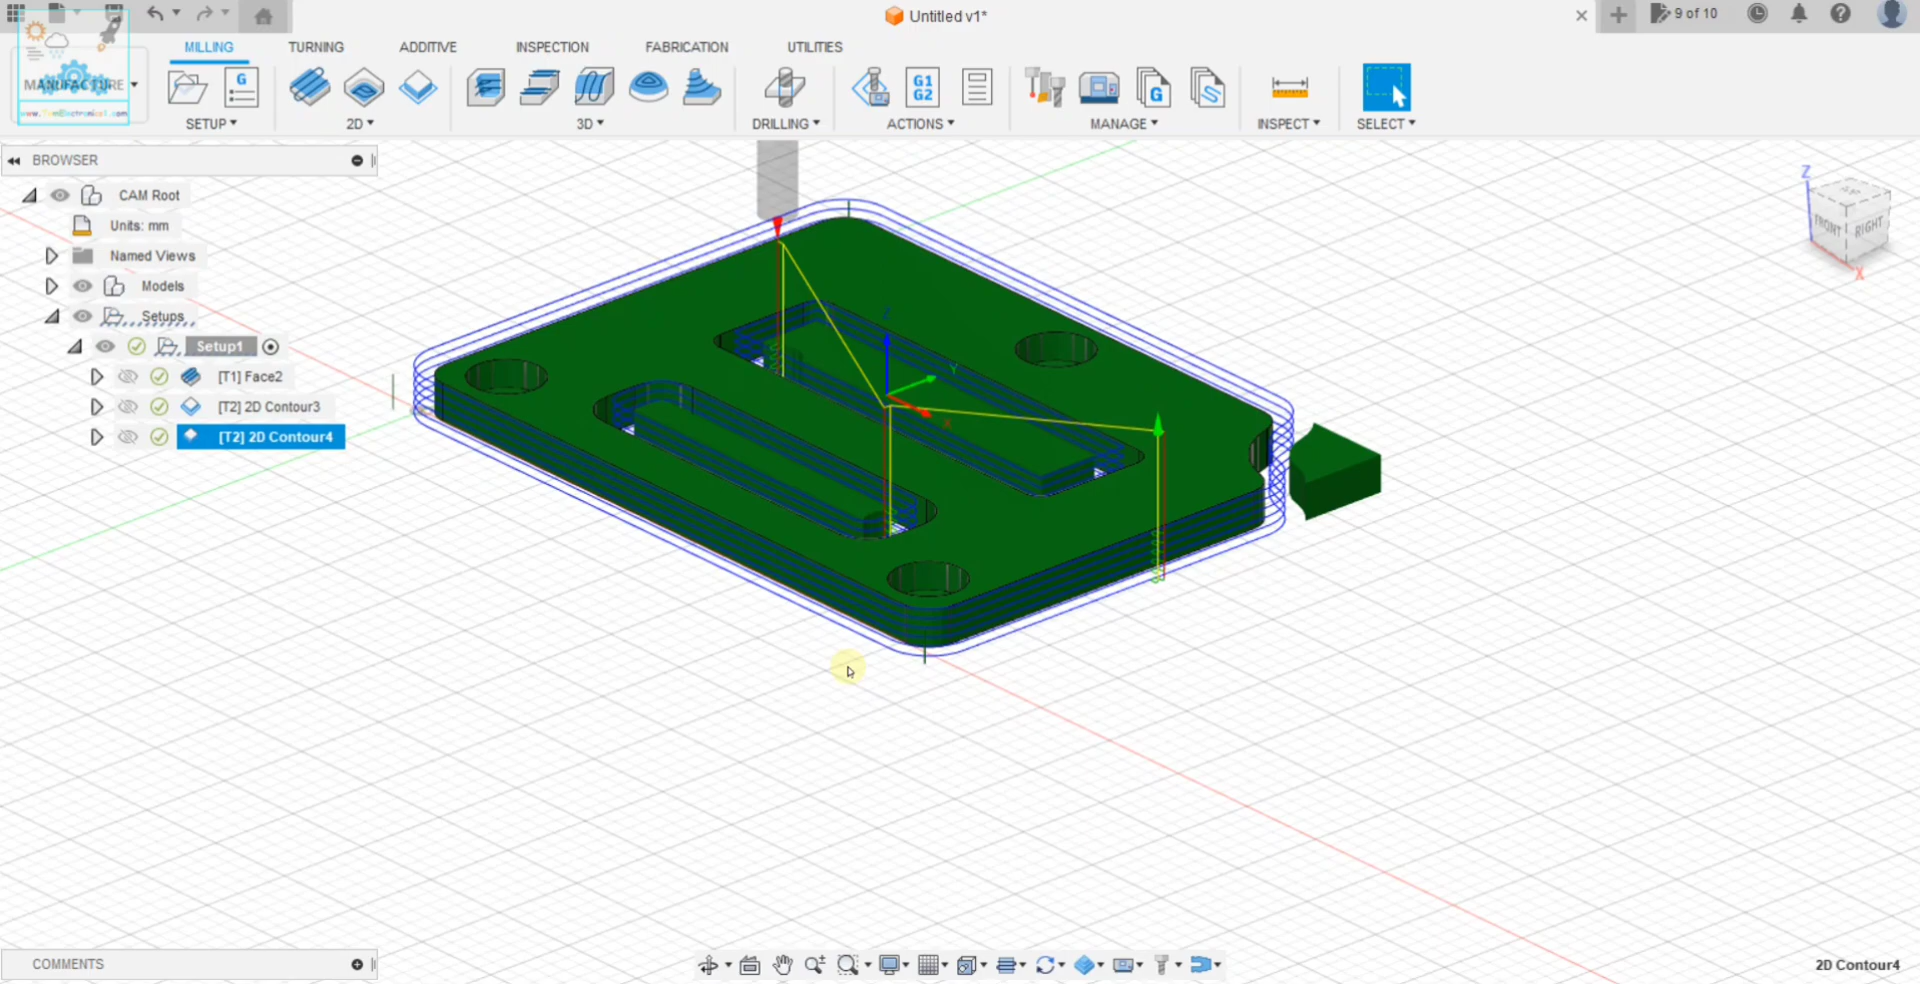 Untitled v1*
9 of 10
MILLING TURNING ADDITIVE INSPECTION FABRICATION UTILITIES
MANUFACTURE
G
G1
G2
G
SETUP 2D 3D DRILLING ACTIONS MANAGE INSPECT SELECT
BROWSER
CAM Root
Units: mm
Named Views
Models
Setups
Setup1
[T1] Face2
[T2] 2D Contour3
[T2] 2D Contour4
Z
FRONT RIGHT
X
Z
Y
X
COMMENTS
2D Contour4